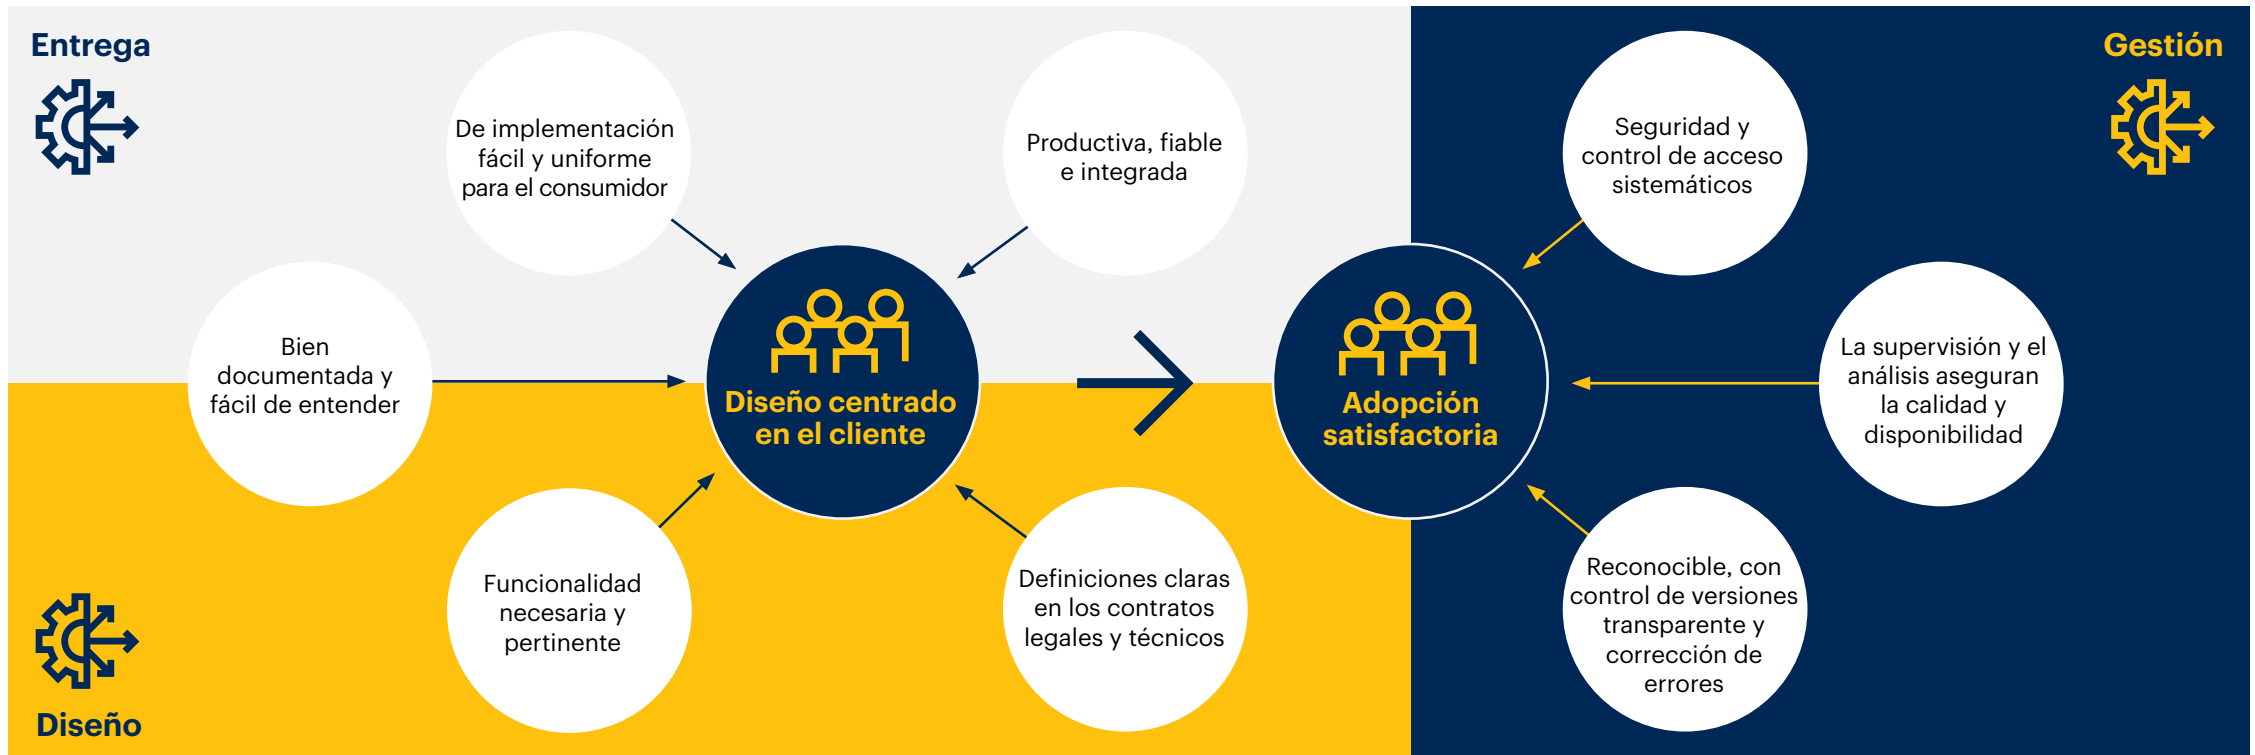 Entrega
Gestión
De implementación
fácil y uniforme
para el consumidor
Productiva, fiable
e integrada
Seguridad y
control de acceso
sistemáticos
Bien
documentada y
fácil de entender
Diseño centrado
en el cliente
Adopción
satisfactoria
La supervisión y el
análisis aseguran
la calidad y
disponibilidad
Funcionalidad
necesaria y
pertinente
Definiciones claras
en los contratos
legales y técnicos
Reconocible, con
control de versiones
transparente y
corrección de
errores
Diseño